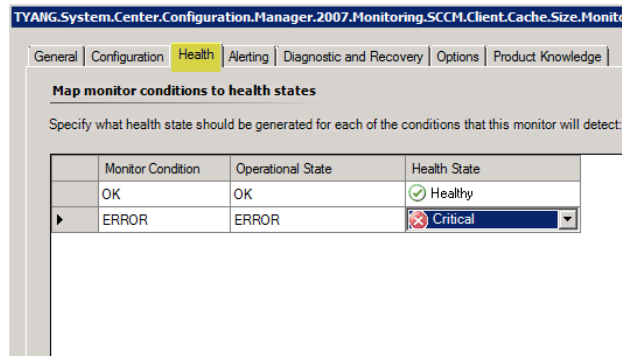 TYANG.System.Center.Configuration.Manager.2007.Monitoring.SCCM.Client.Cache.Size.Monito
General Configuration Health Alerting Diagnostic and Recovery Options Product Knowledge
Map monitor conditions to health states
Specify what health state should be generated for each of the conditions that this monitor will detect:
Monitor Condition Operational State Health State
OK OK Healthy
ERROR ERROR Critical